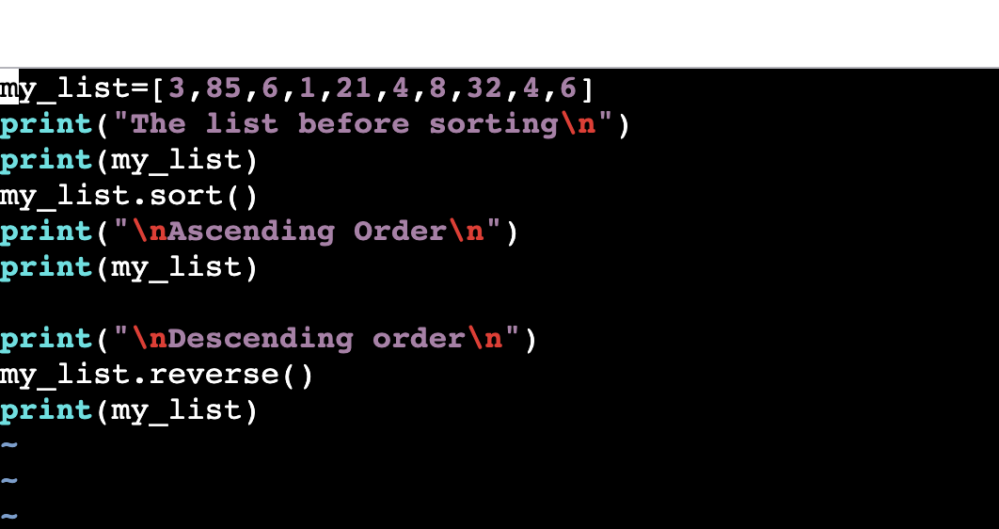 my_list=[3,85,6,1,21,4,8,32,4,6]
print("The list before sorting\n")
print(my_list)
my_list.sort()
print("\nAscending Order\n")
print(my_list)

print("\nDescending order\n")
my_list.reverse()
print(my_list)
~
~
~